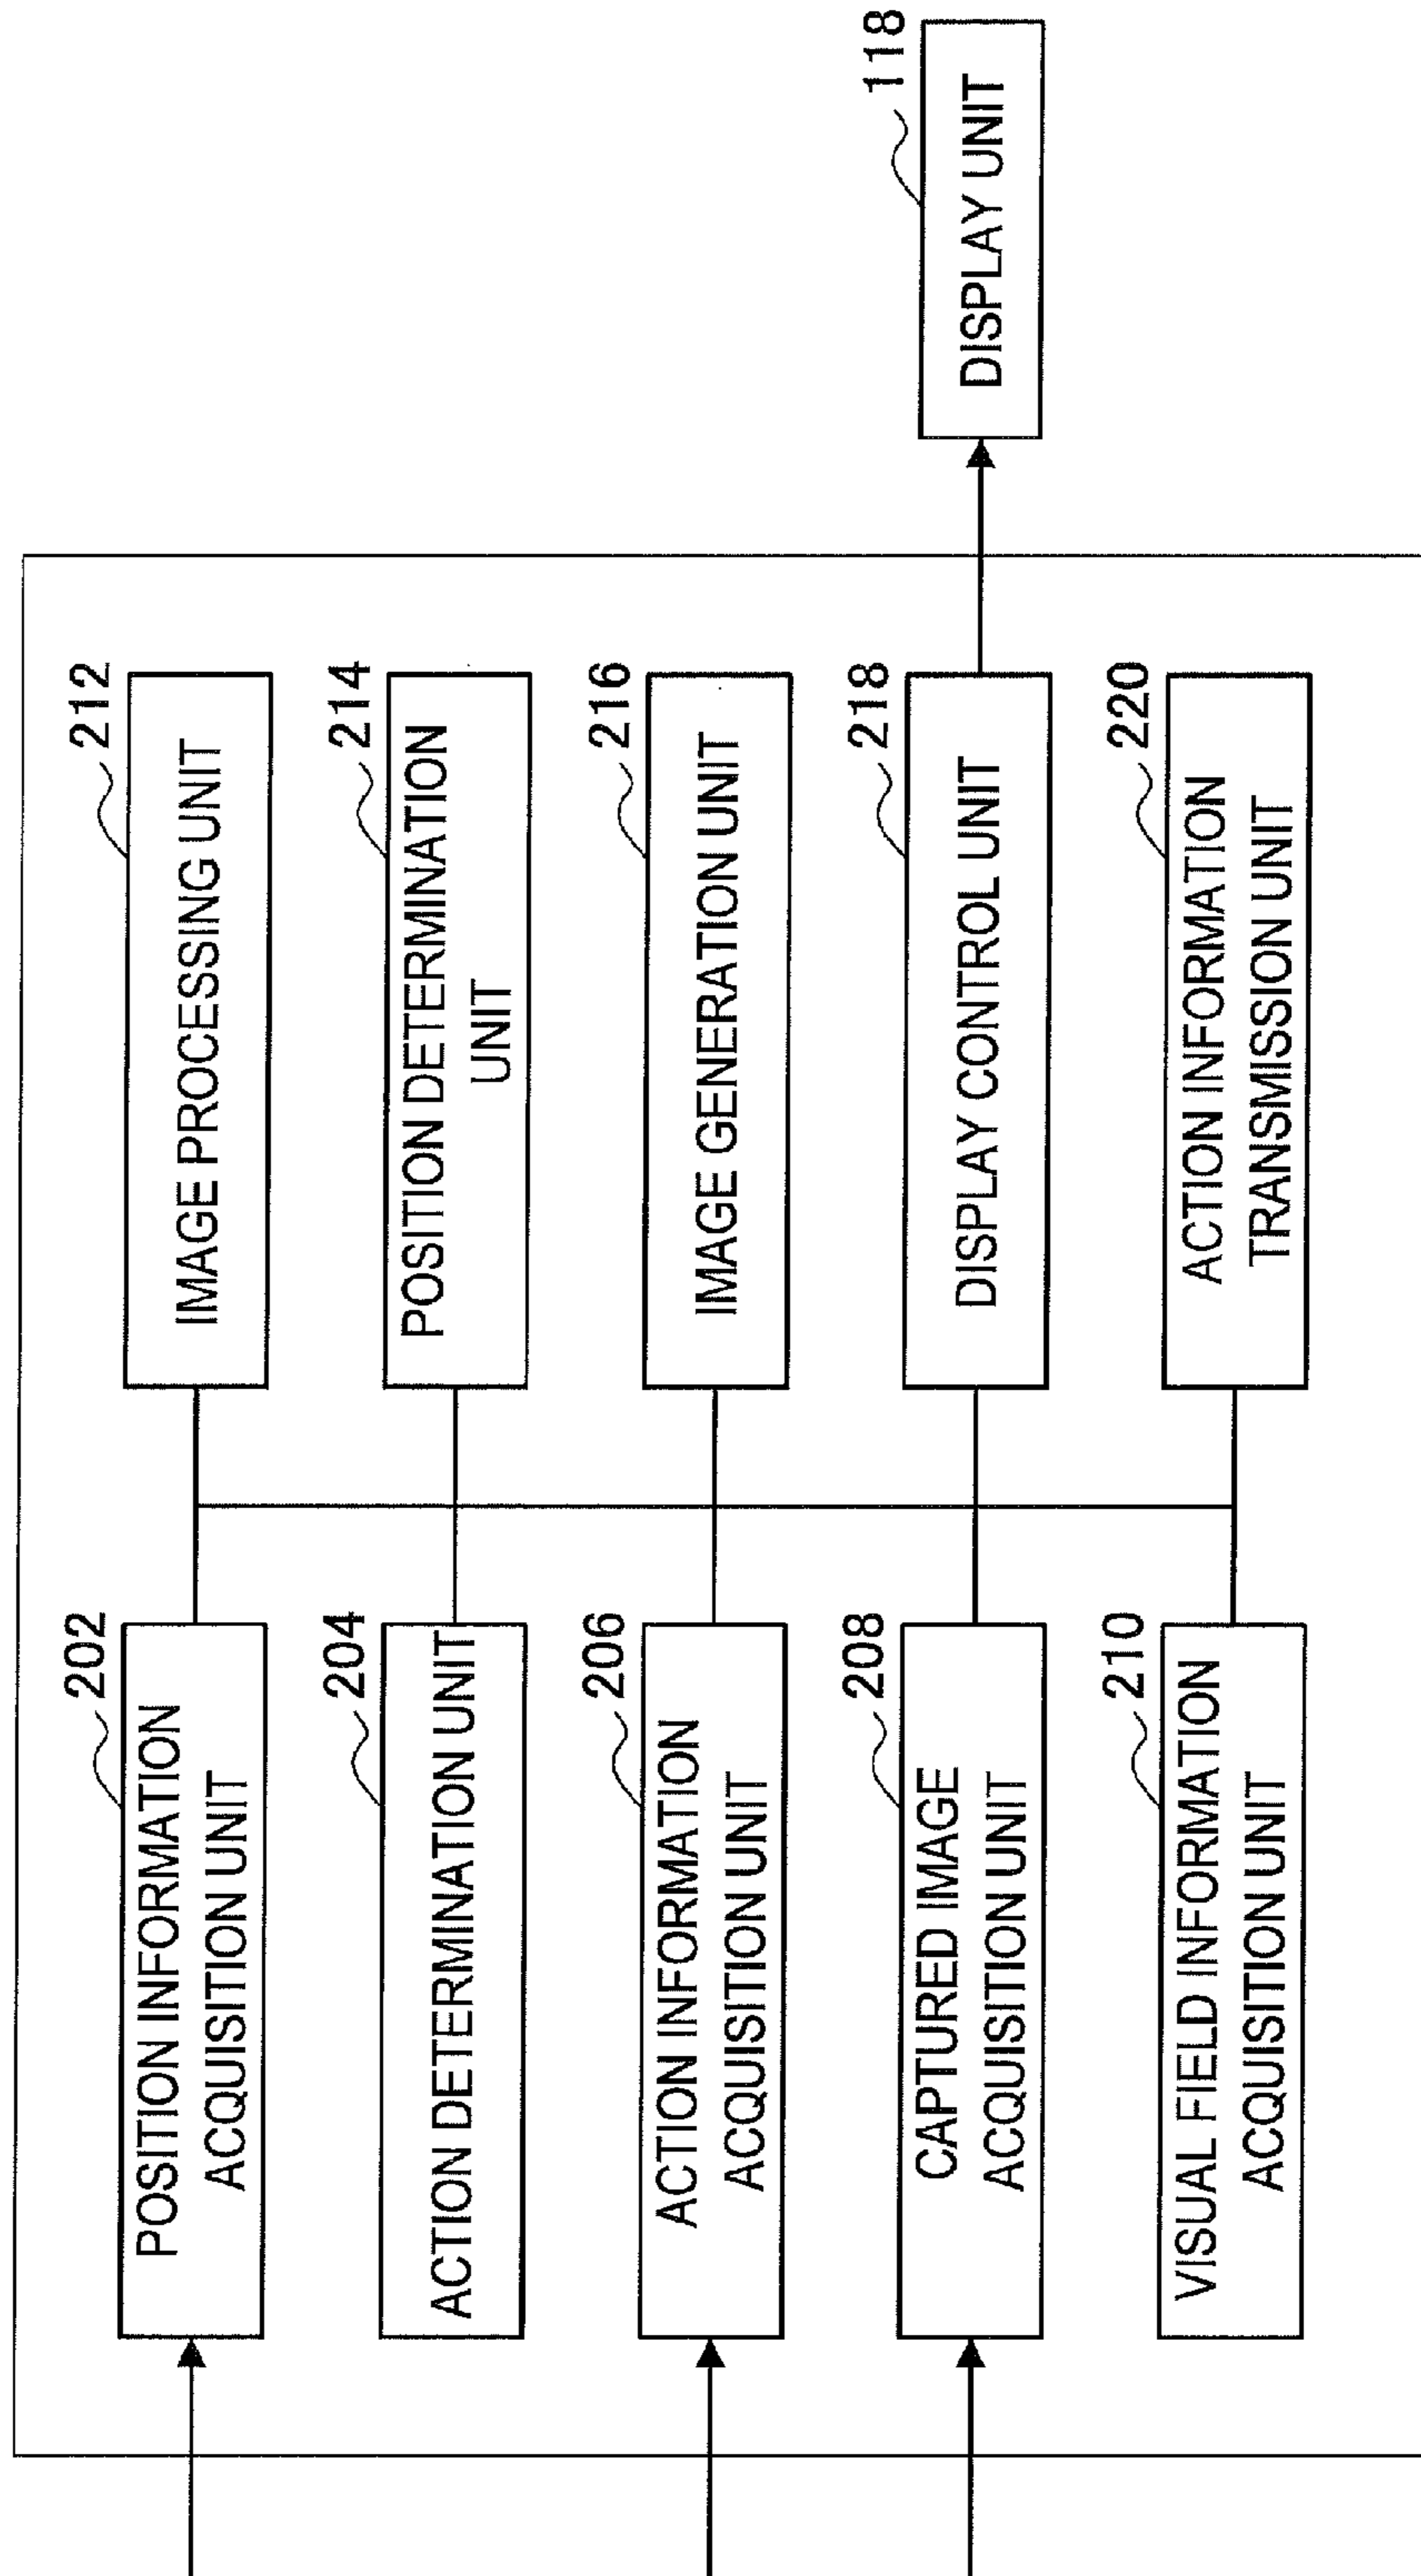 202
POSITION INFORMATION
ACQUISITION UNIT
204
ACTION DETERMINATION UNIT
206
ACTION INFORMATION
ACQUISITION UNIT
208
CAPTURED IMAGE
ACQUISITION UNIT
210
VISUAL FIELD INFORMATION
ACQUISITION UNIT
212
IMAGE PROCESSING UNIT
214
POSITION DETERMINATION
UNIT
216
IMAGE GENERATION UNIT
218
DISPLAY CONTROL UNIT
220
ACTION INFORMATION
TRANSMISSION UNIT
118
DISPLAY UNIT